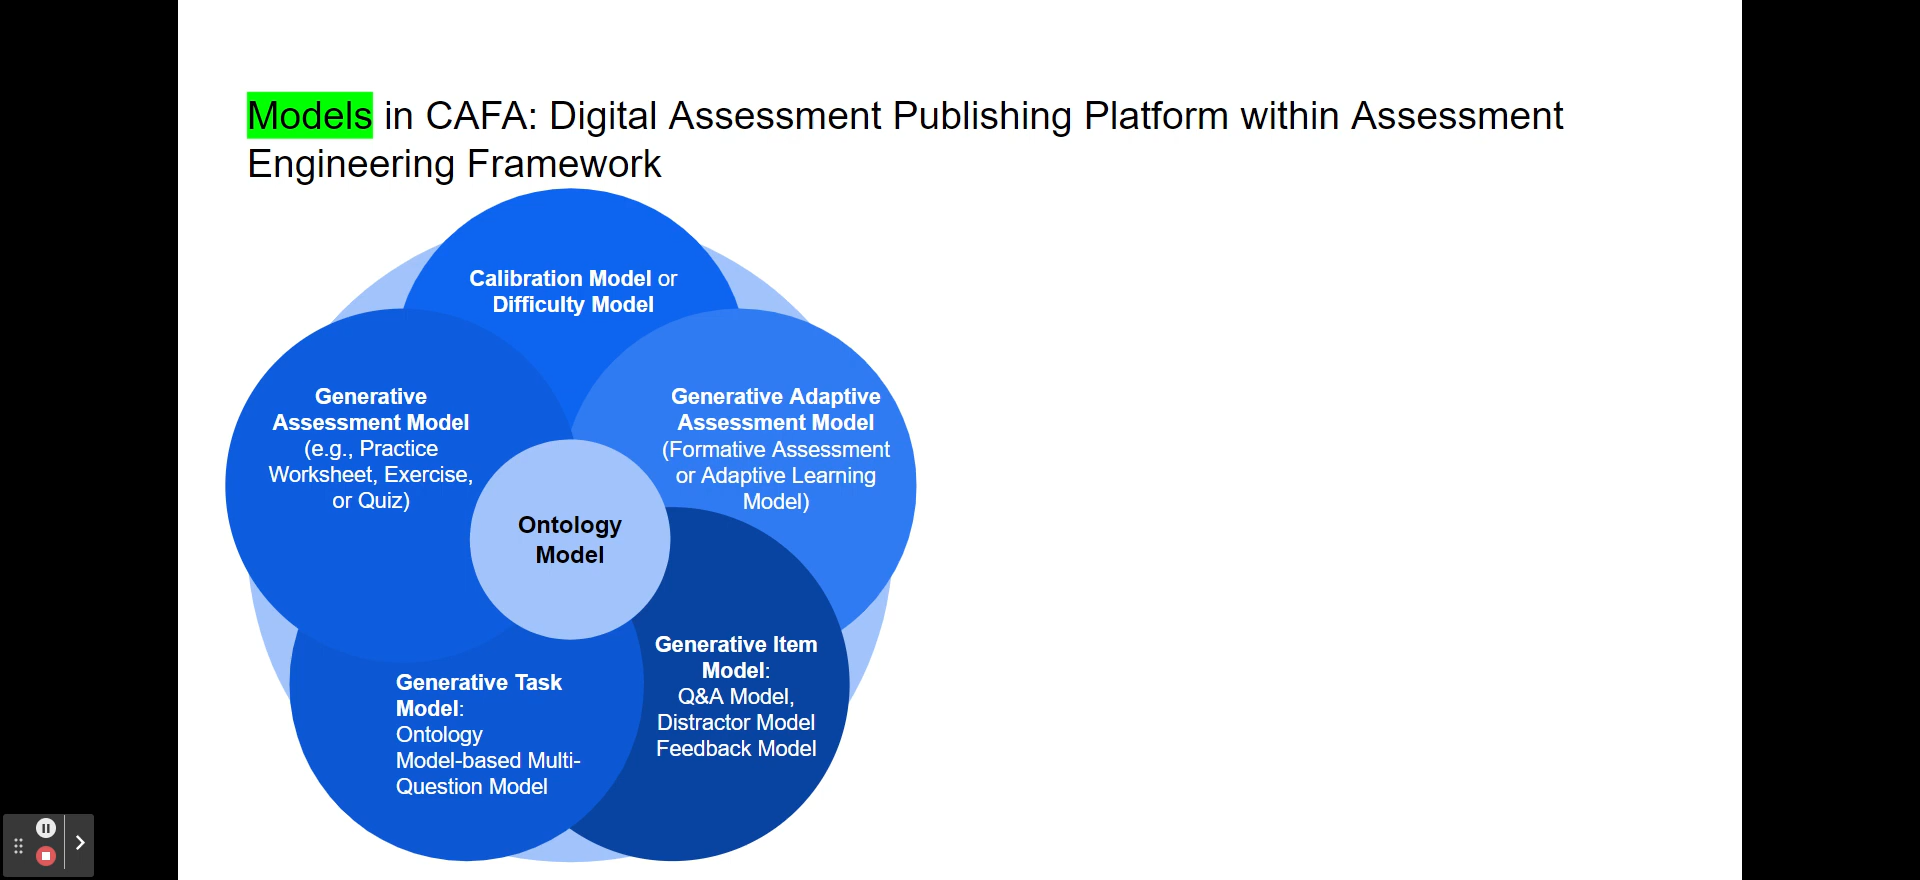 Models in CAFA: Digital Assessment Publishing Platform within Assessment
Engineering Framework
Calibration Model or
Difficulty Model
Generative
Assessment Model
(e.g., Practice
Worksheet, Exercise,
or Quiz)
Generative Adaptive
Assessment Model
(Formative Assessment
or Adaptive Learning
Model)
Ontology
Model
Generative Task
Model:
Ontology
Model-based Multi-
Question Model
Generative Item
Model:
Q&A Model,
Distractor Model
Feedback Model